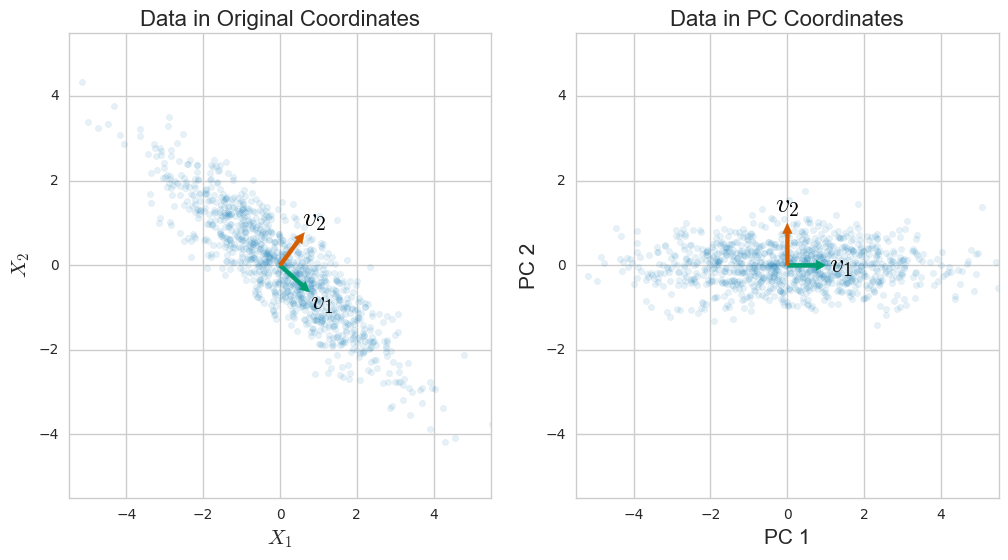 Data in Original Coordinates
4
2
0
−2
−4
X₂
v₂
v₁
−4 −2 0 2 4
X₁
Data in PC Coordinates
4
2
0
−2
−4
PC 2
v₂
v₁
−4 −2 0 2 4
PC 1